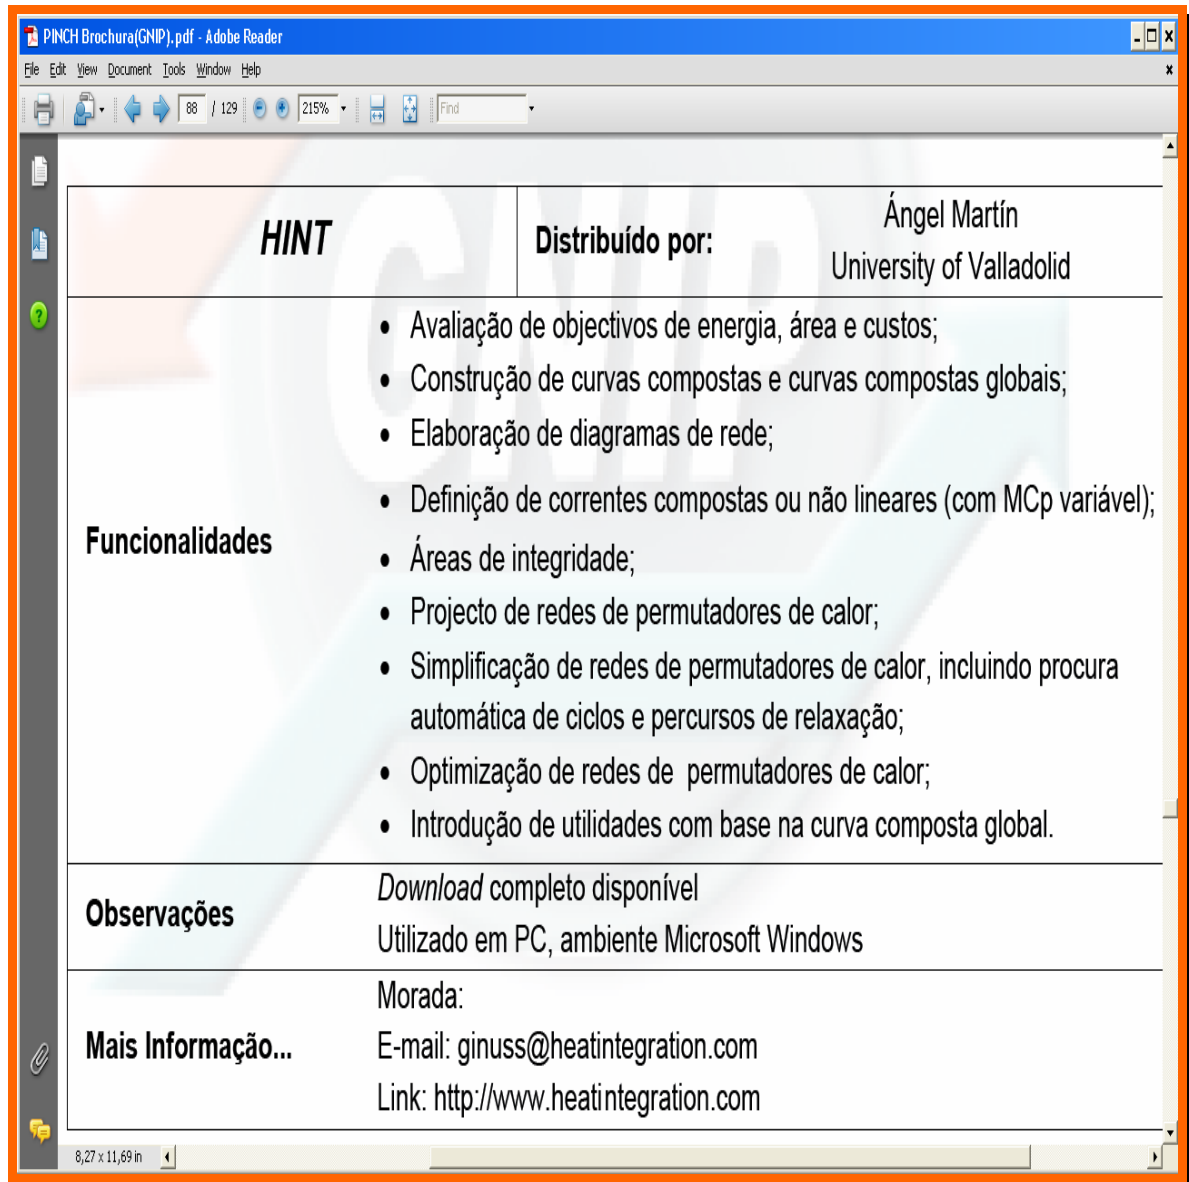 PINCH Brochura(GNIP).pdf - Adobe Reader
File Edit View Document Tools Window Help
88 / 129 215% Find
GNIP
HINT
Distribuído por:
Ángel Martín
University of Valladolid
Funcionalidades
• Avaliação de objectivos de energia, área e custos;
• Construção de curvas compostas e curvas compostas globais;
• Elaboração de diagramas de rede;
• Definição de correntes compostas ou não lineares (com MCp variável);
• Áreas de integridade;
• Projecto de redes de permutadores de calor;
• Simplificação de redes de permutadores de calor, incluindo procura
automática de ciclos e percursos de relaxação;
• Optimização de redes de permutadores de calor;
• Introdução de utilidades com base na curva composta global.
Observações
Download completo disponível
Utilizado em PC, ambiente Microsoft Windows
Mais Informação...
Morada:
E-mail: ginuss@heatintegration.com
Link: http://www.heatintegration.com
8,27 x 11,69 in